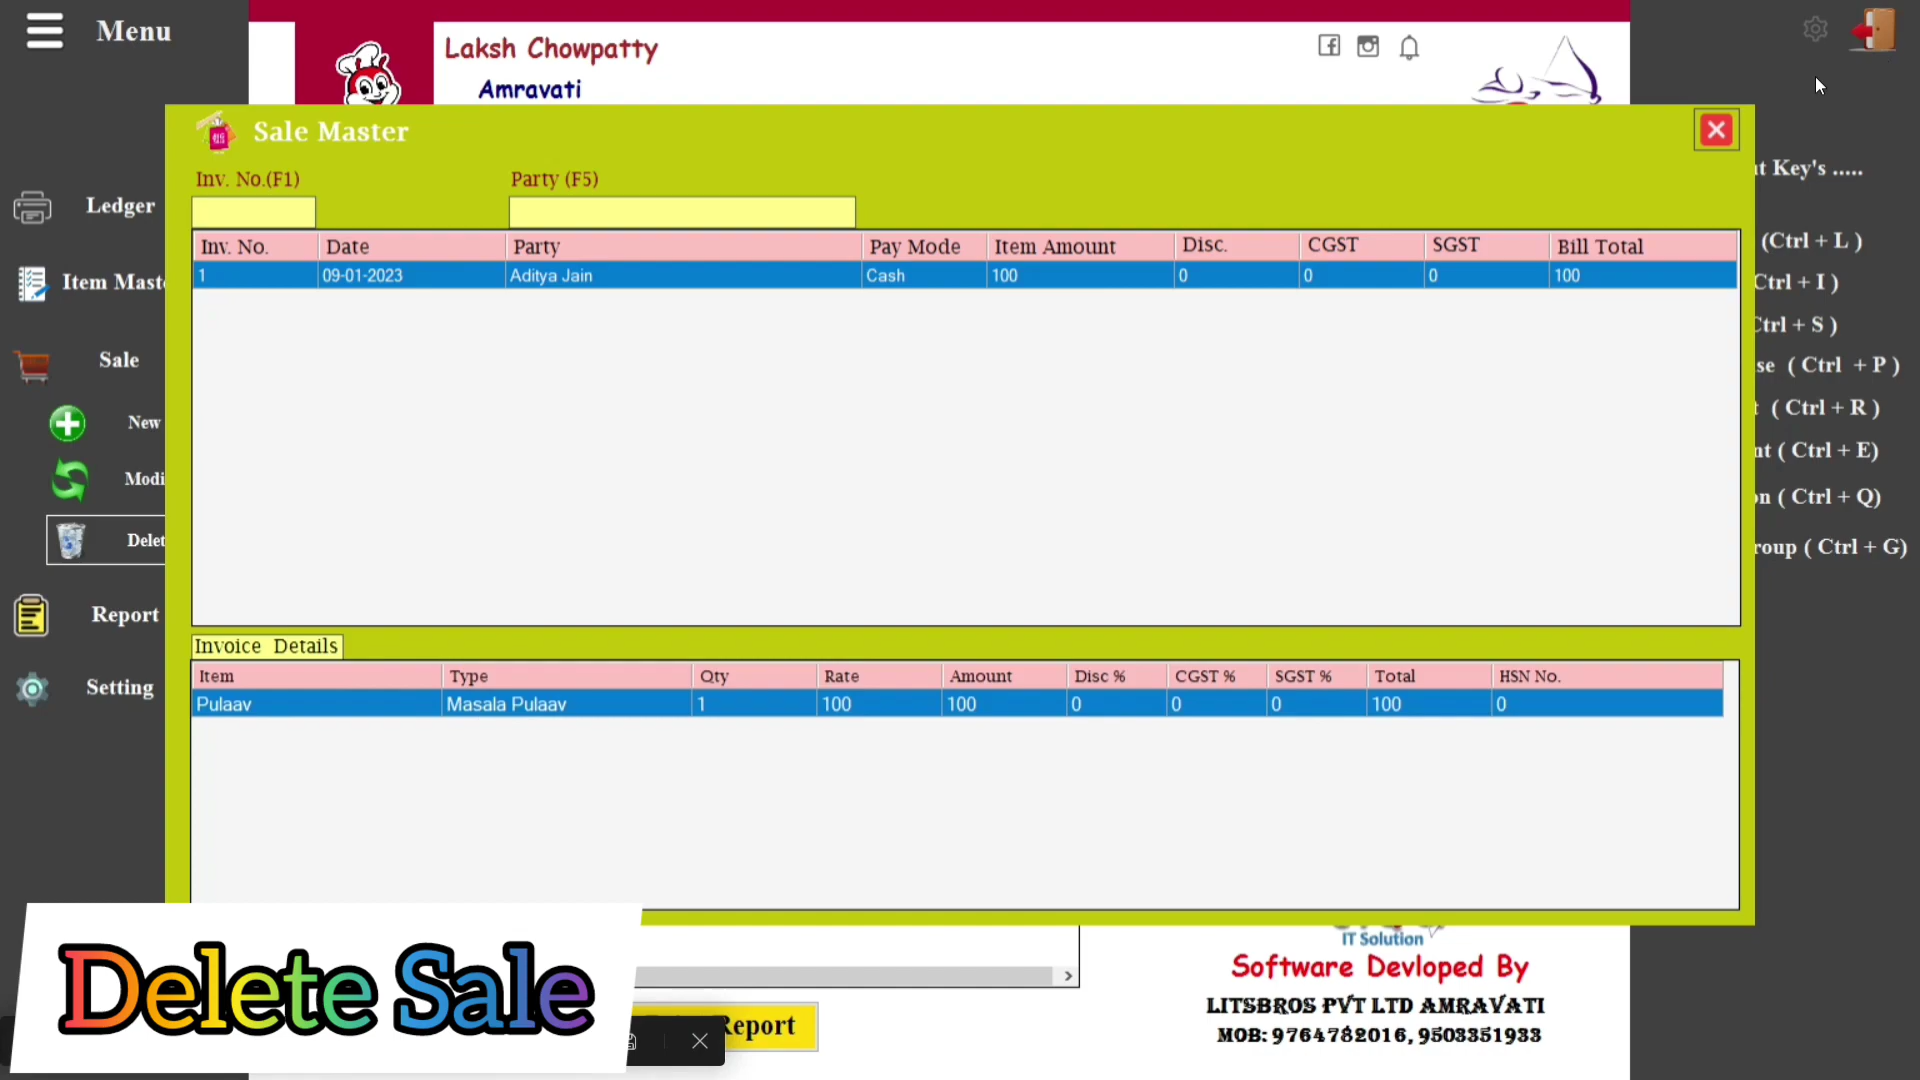 Menu
Laksh Chowpatty
Amravati
Sale Master
Inv. No.(F1)
Party (F5)
Inv. No. Date Party Pay Mode Item Amount Disc. CGST SGST Bill Total
1 09-01-2023 Aditya Jain Cash 100 0 0 0 100
Ledger
Item Mast
Sale
New
Modi
Delet
Report
Setting
Key's .....
(Ctrl + L )
Ctrl + I )
Ctrl + S )
se ( Ctrl + P )
( Ctrl + R )
nt ( Ctrl + E)
on ( Ctrl + Q)
roup ( Ctrl + G)
Invoice Details
Item Type Qty Rate Amount Disc % CGST % SGST % Total HSN No.
Pulaav Masala Pulaav 1 100 100 0 0 0 100 0
Delete Sale
Report
IT Solution
Software Devloped By
LITSBROS PVT LTD AMRAVATI
MOB: 9764782016, 9503351933